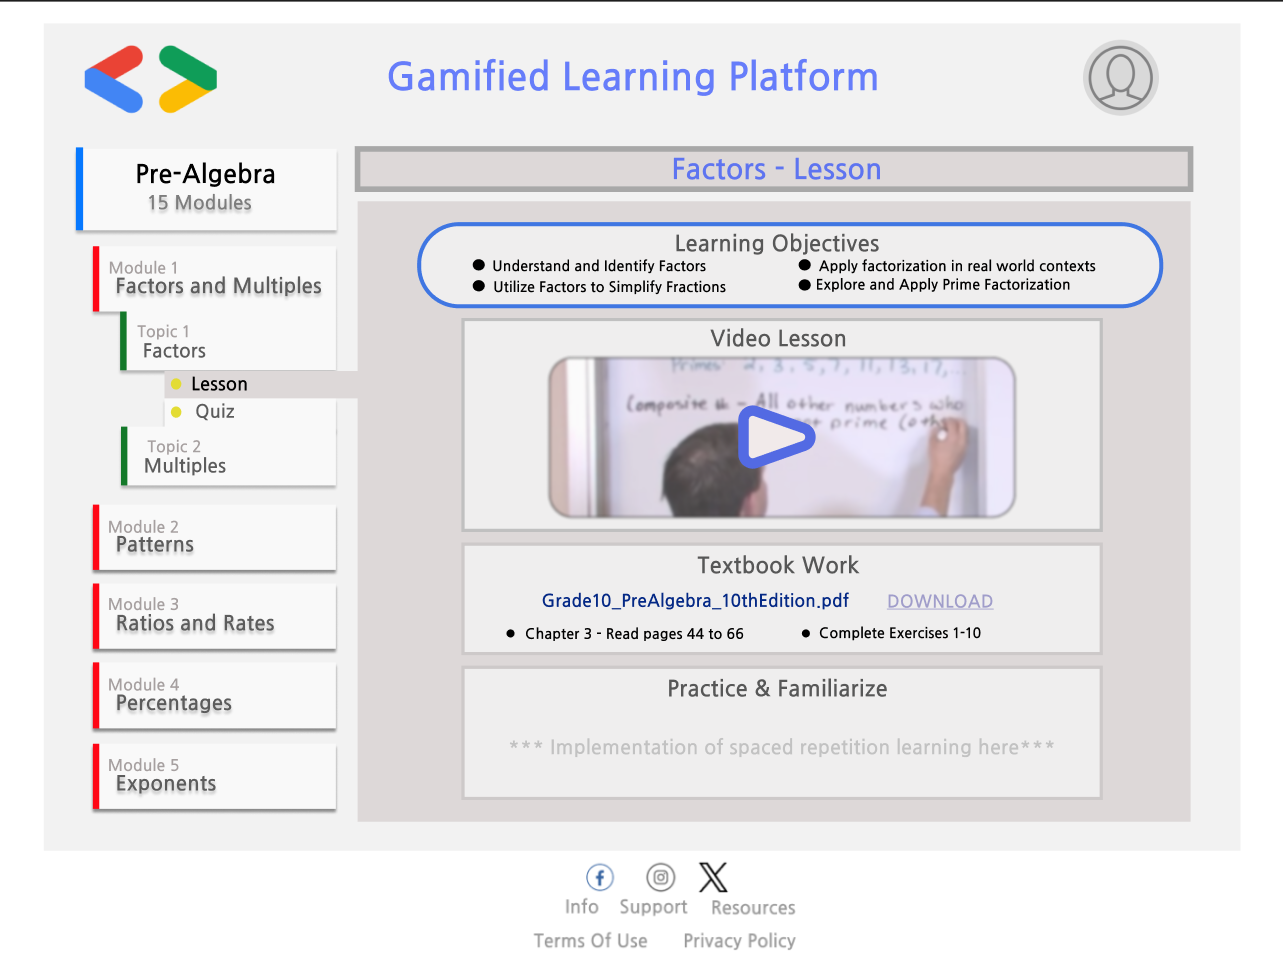 Gamified Learning Platform
Pre-Algebra
15 Modules
Module 1
Factors and Multiples
Topic 1
Factors
Lesson
Quiz
Topic 2
Multiples
Module 2
Patterns
Module 3
Ratios and Rates
Module 4
Percentages
Module 5
Exponents
Factors - Lesson
Learning Objectives
● Understand and Identify Factors
● Utilize Factors to Simplify Fractions
● Apply factorization in real world contexts
● Explore and Apply Prime Factorization
Video Lesson
Primes 2, 3, 5, 7, 11, 13, 17,...
Composite #s - All other numbers who
not prime (oth
Textbook Work
Grade10_PreAlgebra_10thEdition.pdf DOWNLOAD
● Chapter 3 - Read pages 44 to 66
● Complete Exercises 1-10
Practice & Familiarize
*** Implementation of spaced repetition learning here***
Info Support Resources
Terms Of Use Privacy Policy